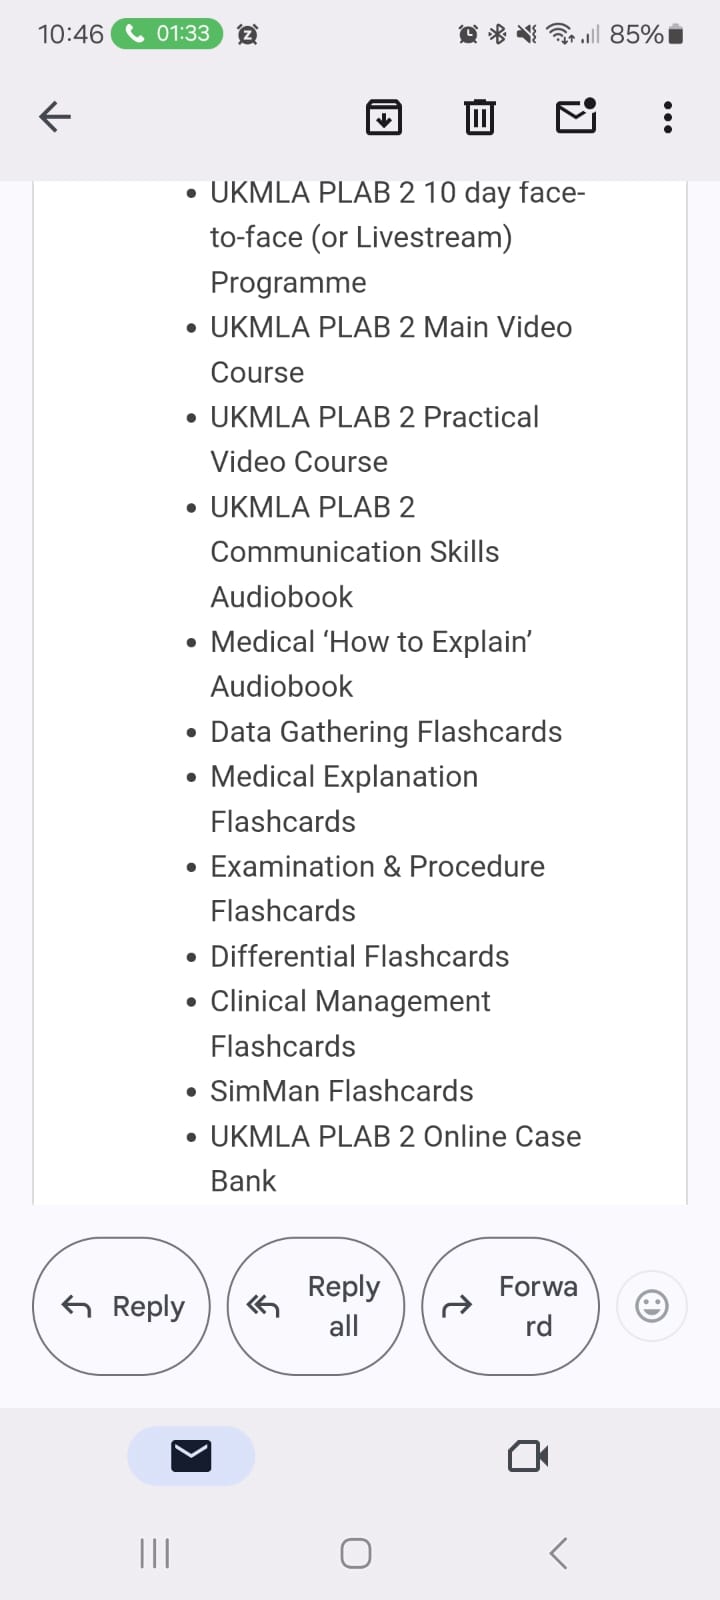 10:46 01:33 85%
• UKMLA PLAB 2 10 day face-
to-face (or Livestream)
Programme
• UKMLA PLAB 2 Main Video
Course
• UKMLA PLAB 2 Practical
Video Course
• UKMLA PLAB 2
Communication Skills
Audiobook
• Medical ‘How to Explain’
Audiobook
• Data Gathering Flashcards
• Medical Explanation
Flashcards
• Examination & Procedure
Flashcards
• Differential Flashcards
• Clinical Management
Flashcards
• SimMan Flashcards
• UKMLA PLAB 2 Online Case
Bank
Reply
Reply
all
Forwa
rd